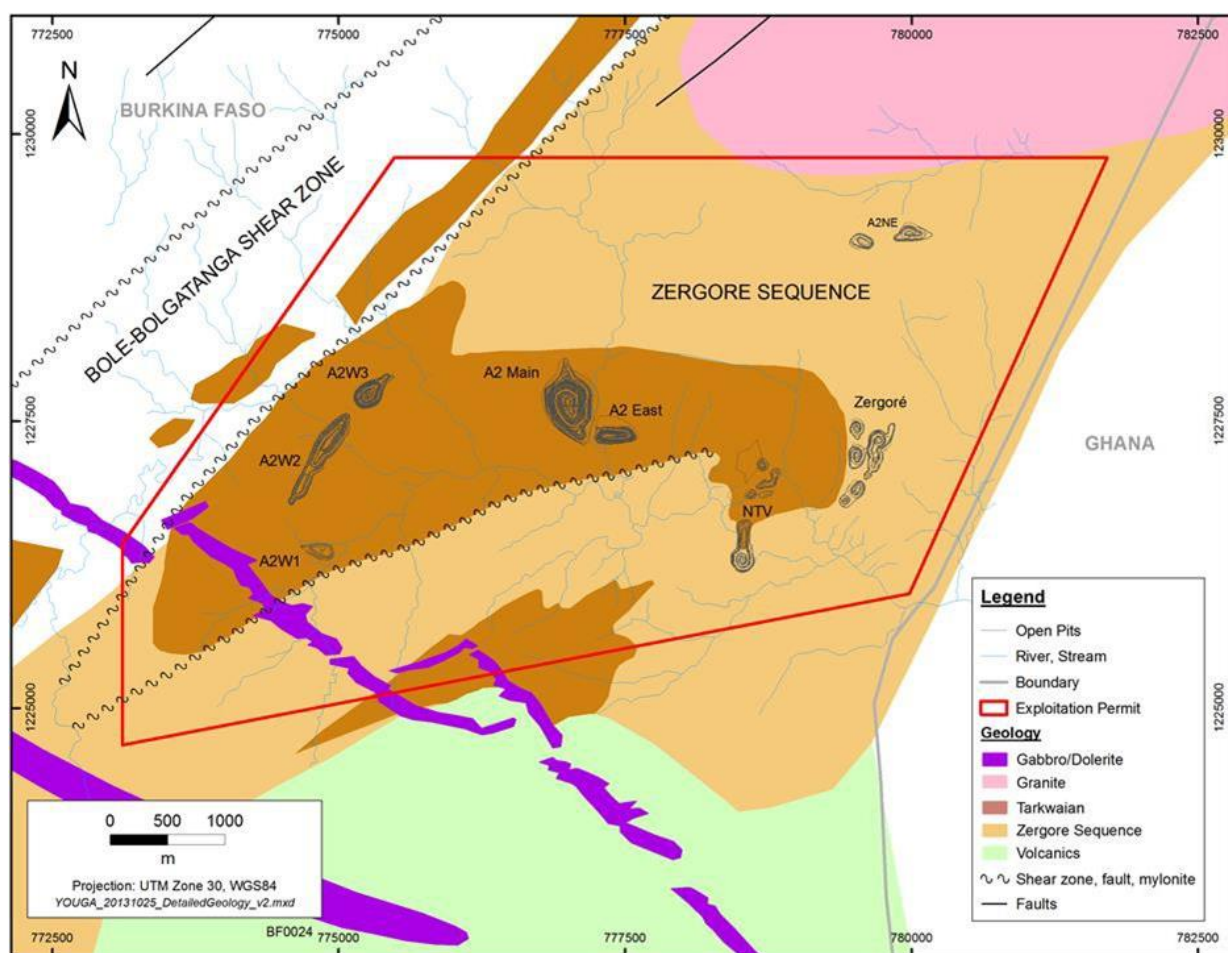 772500
775000
777500
780000
782500
N
BURKINA FASO
1230000
1230000
BOLE-BOLGATANGA SHEAR ZONE
A2NE
ZERGORE SEQUENCE
A2W3
A2 Main
A2 East
Zergoré
1227500
1227500
GHANA
A2W2
NTV
A2W1
1225000
1225000
Legend
Open Pits
River, Stream
Boundary
Exploitation Permit
Geology
Gabbro/Dolerite
Granite
Tarkwaian
Zergore Sequence
Volcanics
Shear zone, fault, mylonite
Faults
0 500 1000
m
Projection: UTM Zone 30, WGS84
YOUGA_20131025_DetailedGeology_v2.mxd
BF0024
772500
775000
777500
780000
782500